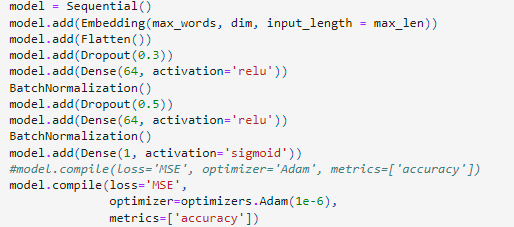 model = Sequential()
model.add(Embedding(max_words, dim, input_length = max_len))
model.add(Flatten())
model.add(Dropout(0.3))
model.add(Dense(64, activation='relu'))
BatchNormalization()
model.add(Dropout(0.5))
model.add(Dense(64, activation='relu'))
BatchNormalization()
model.add(Dense(1, activation='sigmoid'))
#model.compile(loss='MSE', optimizer='Adam', metrics=['accuracy'])
model.compile(loss='MSE',
              optimizer=optimizers.Adam(1e-6),
              metrics=['accuracy'])